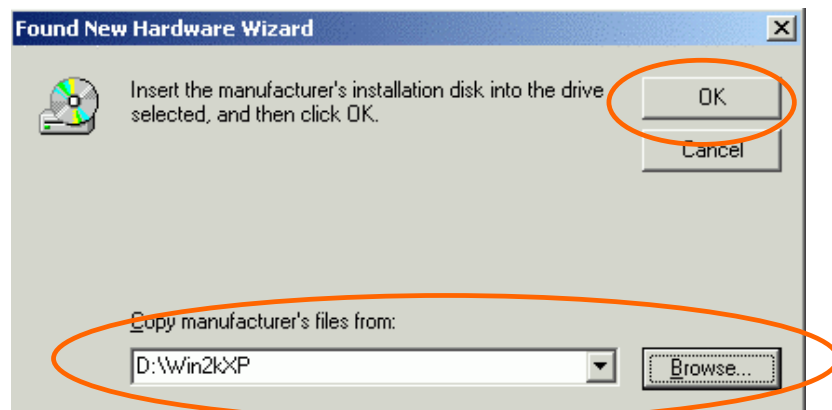 Found New Hardware Wizard
Insert the manufacturer's installation disk into the drive
selected, and then click OK.
OK
Cancel
Copy manufacturer's files from:
D:\Win2kXP
Browse...